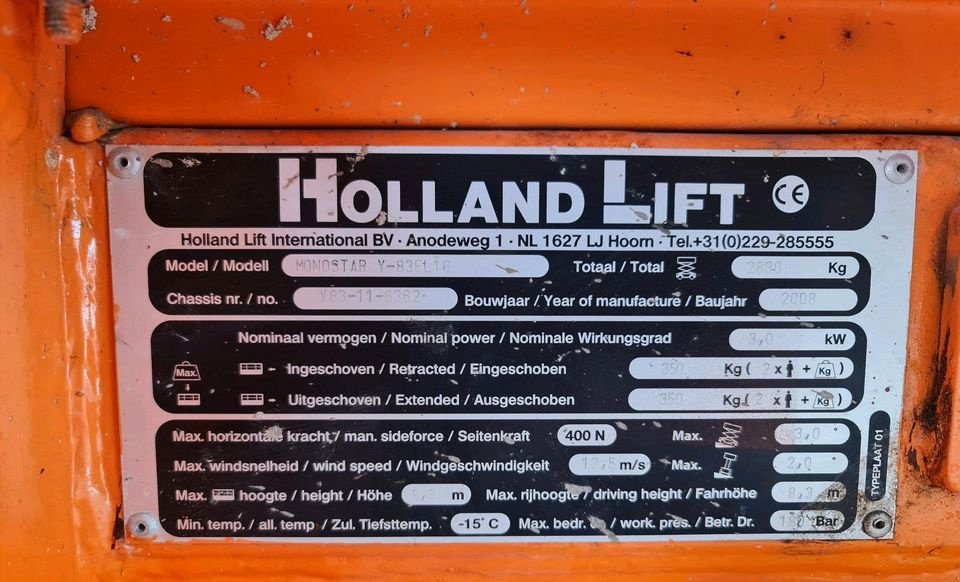 HOLLAND LIFT CE
Holland Lift International BV · Anodeweg 1 · NL 1627 LJ Hoorn · Tel.+31(0)229-285555
Model / Modell MONOSTAR Y-83EL16 Totaal / Total 2830 Kg
Chassis nr. / no. Y83-11-6362 Bouwjaar / Year of manufacture / Baujahr 2008
Nominaal vermogen / Nominal power / Nominale Wirkungsgrad 3,0 kW
Max. - Ingeschoven / Retracted / Eingeschoben 350 Kg ( 2 x + Kg )
- Uitgeschoven / Extended / Ausgeschoben 350 Kg ( 2 x + Kg )
Max. horizontale kracht / man. sideforce / Seitenkraft 400 N Max. 3,0 °
Max. windsnelheid / wind speed / Windgeschwindigkeit 12,5 m/s Max. 2,0 °
Max. hoogte / height / Höhe 8,3 m Max. rijhoogte / driving height / Fahrhöhe 8,3 m
Min. temp. / all. temp / Zul. Tiefsttemp. -15° C Max. bedr. / work. pres. / Betr. Dr. Bar
TYPEPLAAT 01